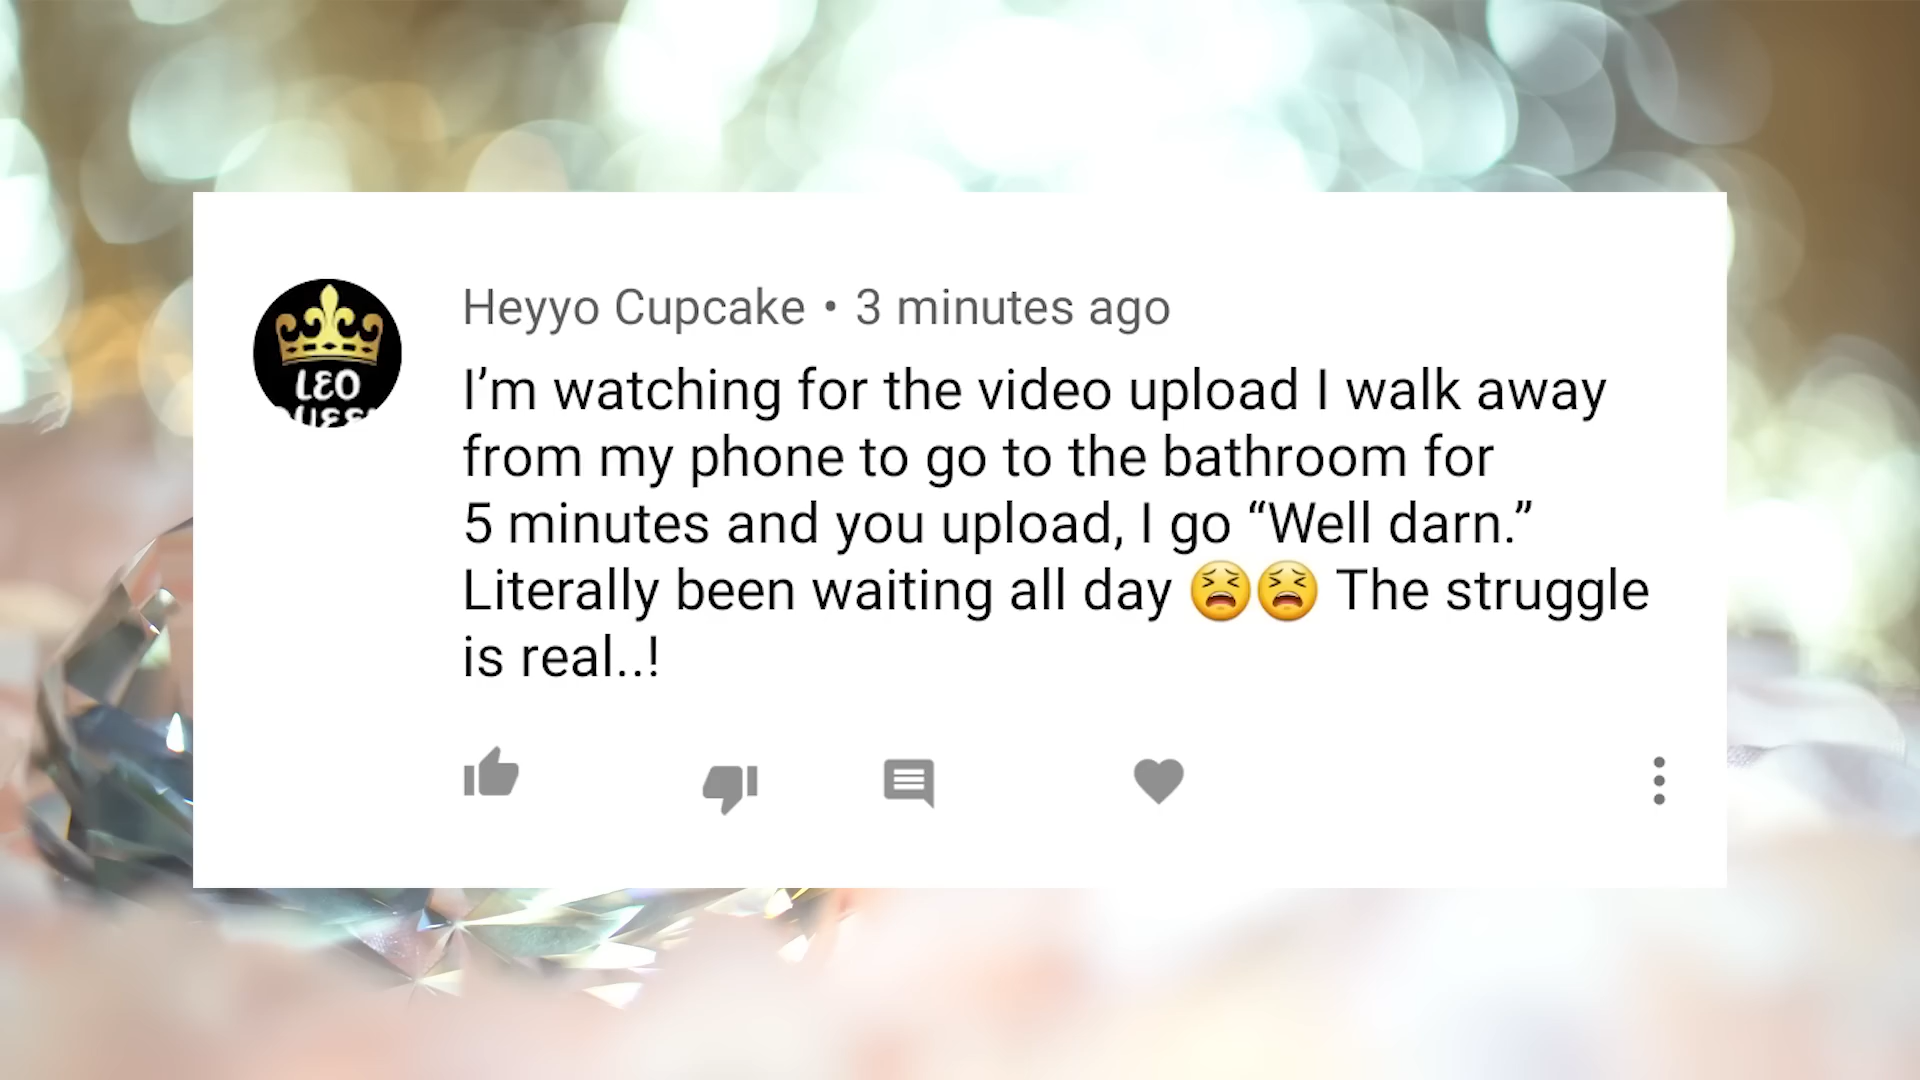 LEO
Heyyo Cupcake • 3 minutes ago
I’m watching for the video upload I walk away
from my phone to go to the bathroom for
5 minutes and you upload, I go “Well darn.”
Literally been waiting all day 😫😫 The struggle
is real..!